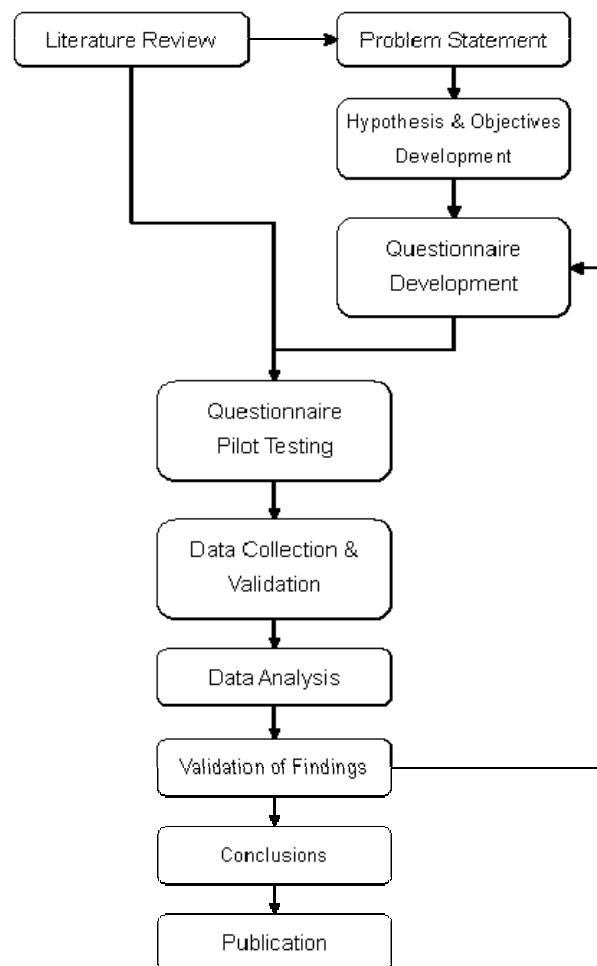 Literature Review
Problem Statement
Hypothesis & Objectives
Development
Questionnaire
Development
Questionnaire
Pilot Testing
Data Collection &
Validation
Data Analysis
Validation of Findings
Conclusions
Publication